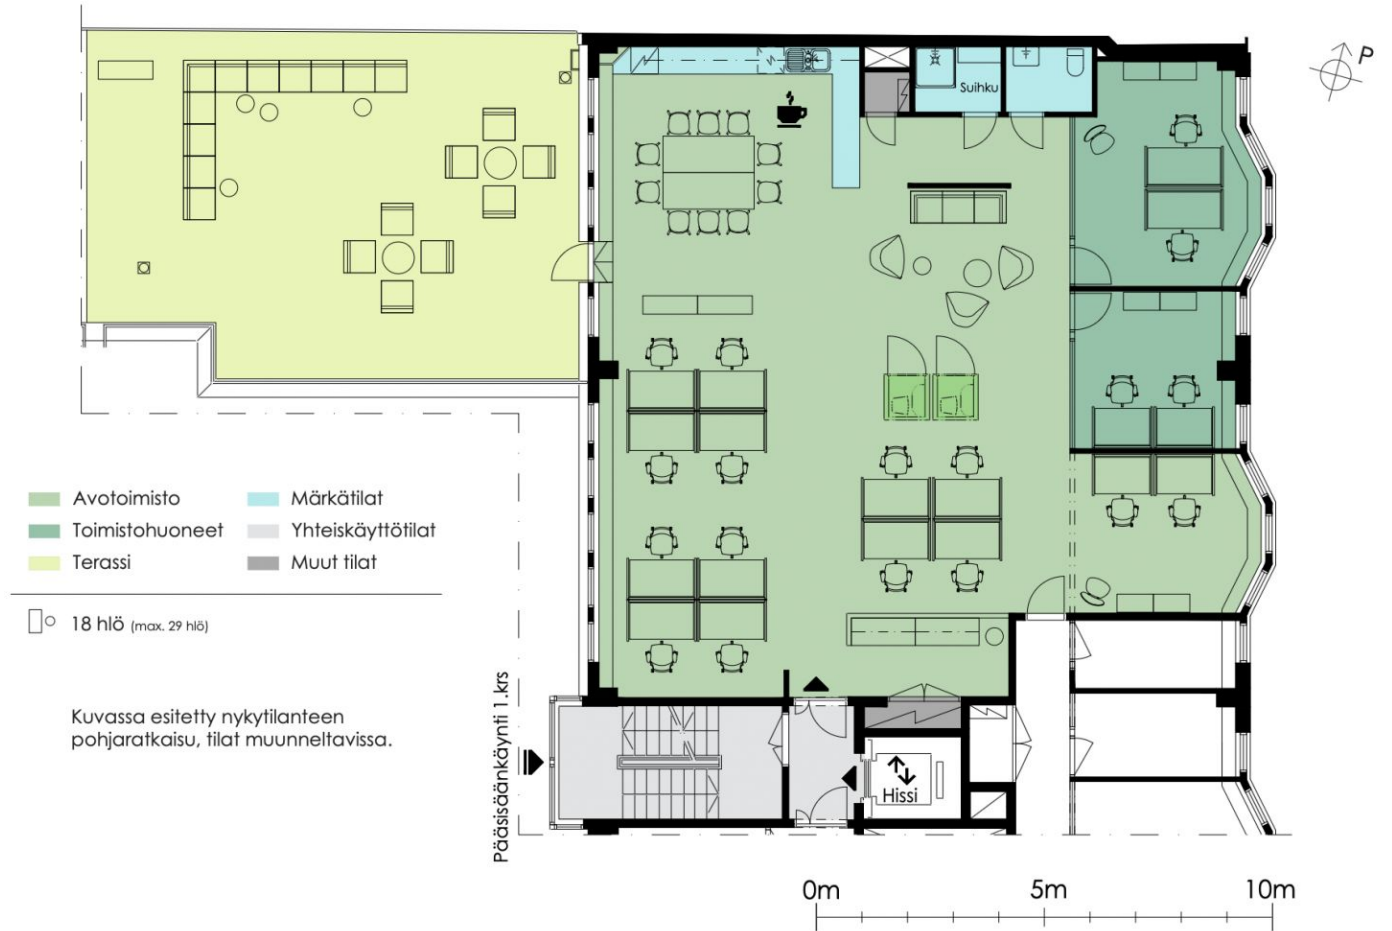 P
Suihku
Avotoimisto
Märkätilat
Toimistohuoneet
Yhteiskäyttötilat
Terassi
Muut tilat
18 hlö (max. 29 hlö)
Kuvassa esitetty nykytilanteen
pohjaratkaisu, tilat muunneltavissa.
Pääsisäänkäynti 1.krs
Hissi
0m
5m
10m